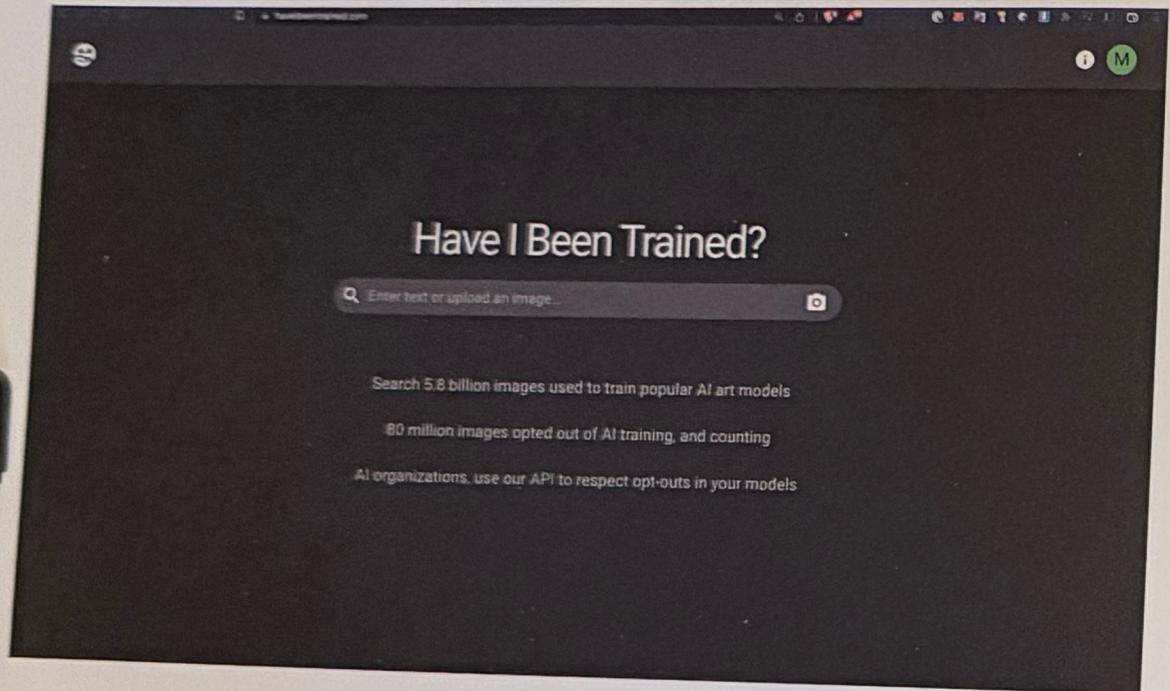 M
Have I Been Trained?
Enter text or upload an image...
Search 5.8 billion images used to train popular AI art models
80 million images opted out of AI training, and counting
AI organizations, use our API to respect opt-outs in your models